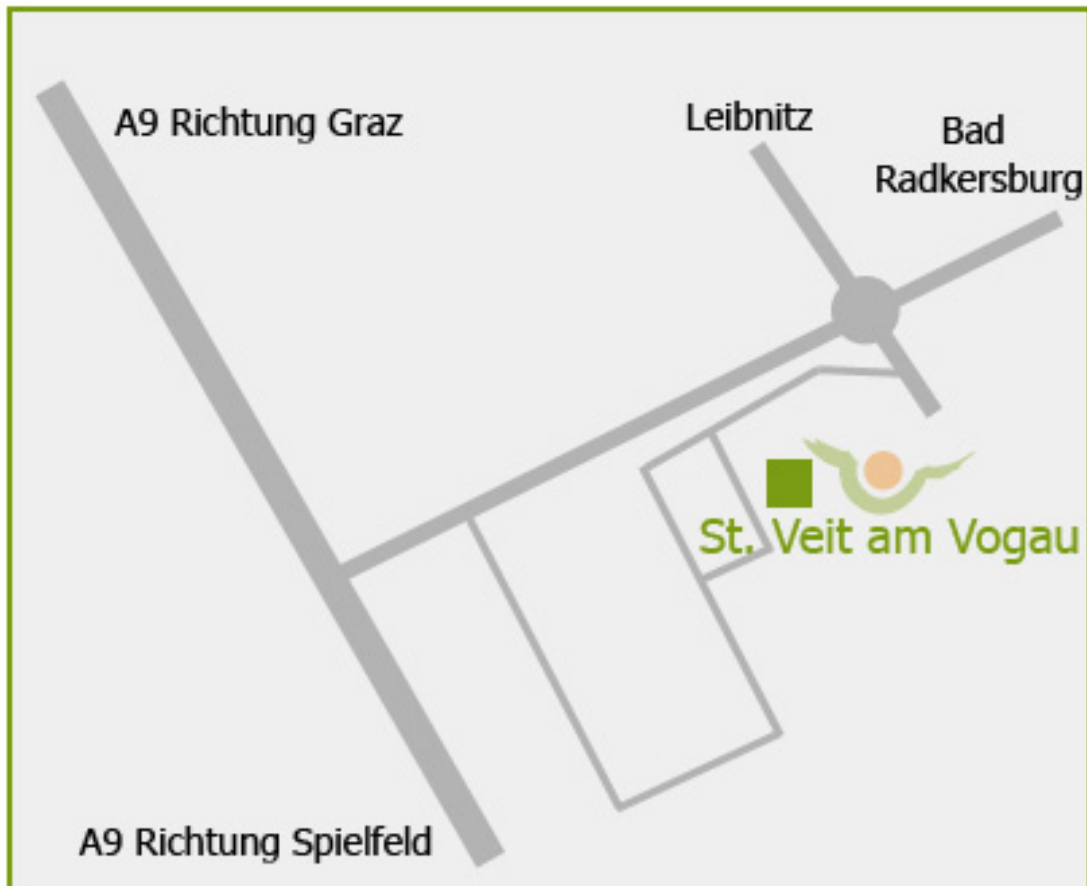 A9 Richtung Graz
Leibnitz
Bad
Radkersburg
St. Veit am Vogau
A9 Richtung Spielfeld